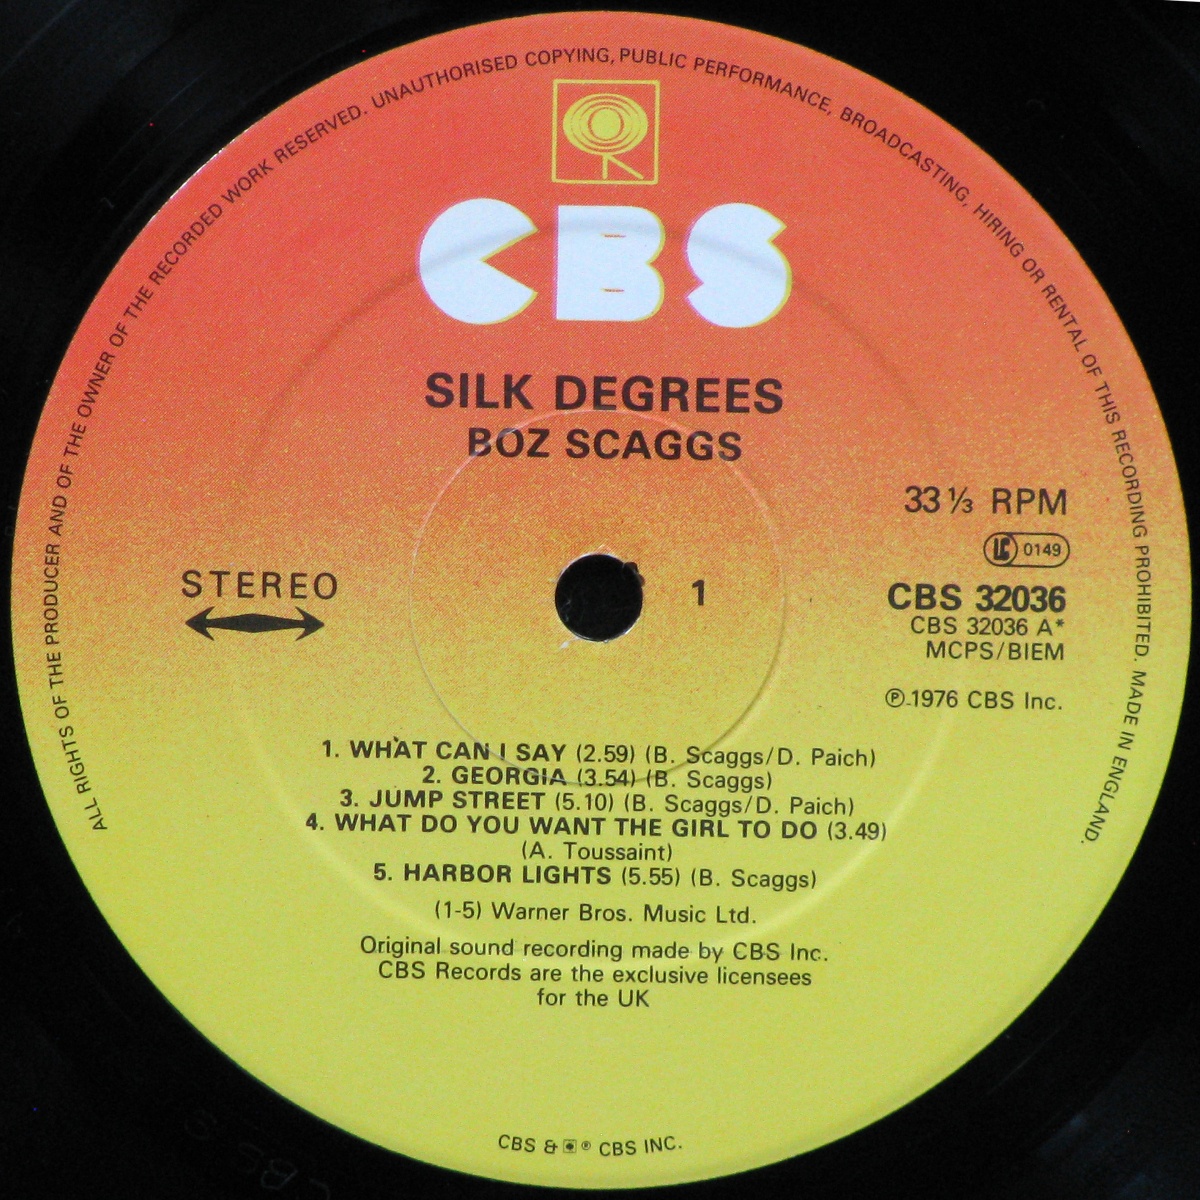 ALL RIGHTS OF THE PRODUCER AND OF THE OWNER OF THE RECORDED WORK RESERVED. UNAUTHORISED COPYING, PUBLIC PERFORMANCE, BROADCASTING, HIRING OR RENTAL OF THIS RECORDING PROHIBITED. MADE IN ENGLAND.
CBS
SILK DEGREES
BOZ SCAGGS
33⅓ RPM
LC 0149
STEREO
1
CBS 32036
CBS 32036 A*
MCPS/BIEM
℗ 1976 CBS Inc.
1. WHAT CAN I SAY (2.59) (B. Scaggs/D. Paich)
2. GEORGIA (3.54) (B. Scaggs)
3. JUMP STREET (5.10) (B. Scaggs/D. Paich)
4. WHAT DO YOU WANT THE GIRL TO DO (3.49)
(A. Toussaint)
5. HARBOR LIGHTS (5.55) (B. Scaggs)
(1-5) Warner Bros. Music Ltd.
Original sound recording made by CBS Inc.
CBS Records are the exclusive licensees
for the UK
CBS & ® CBS INC.